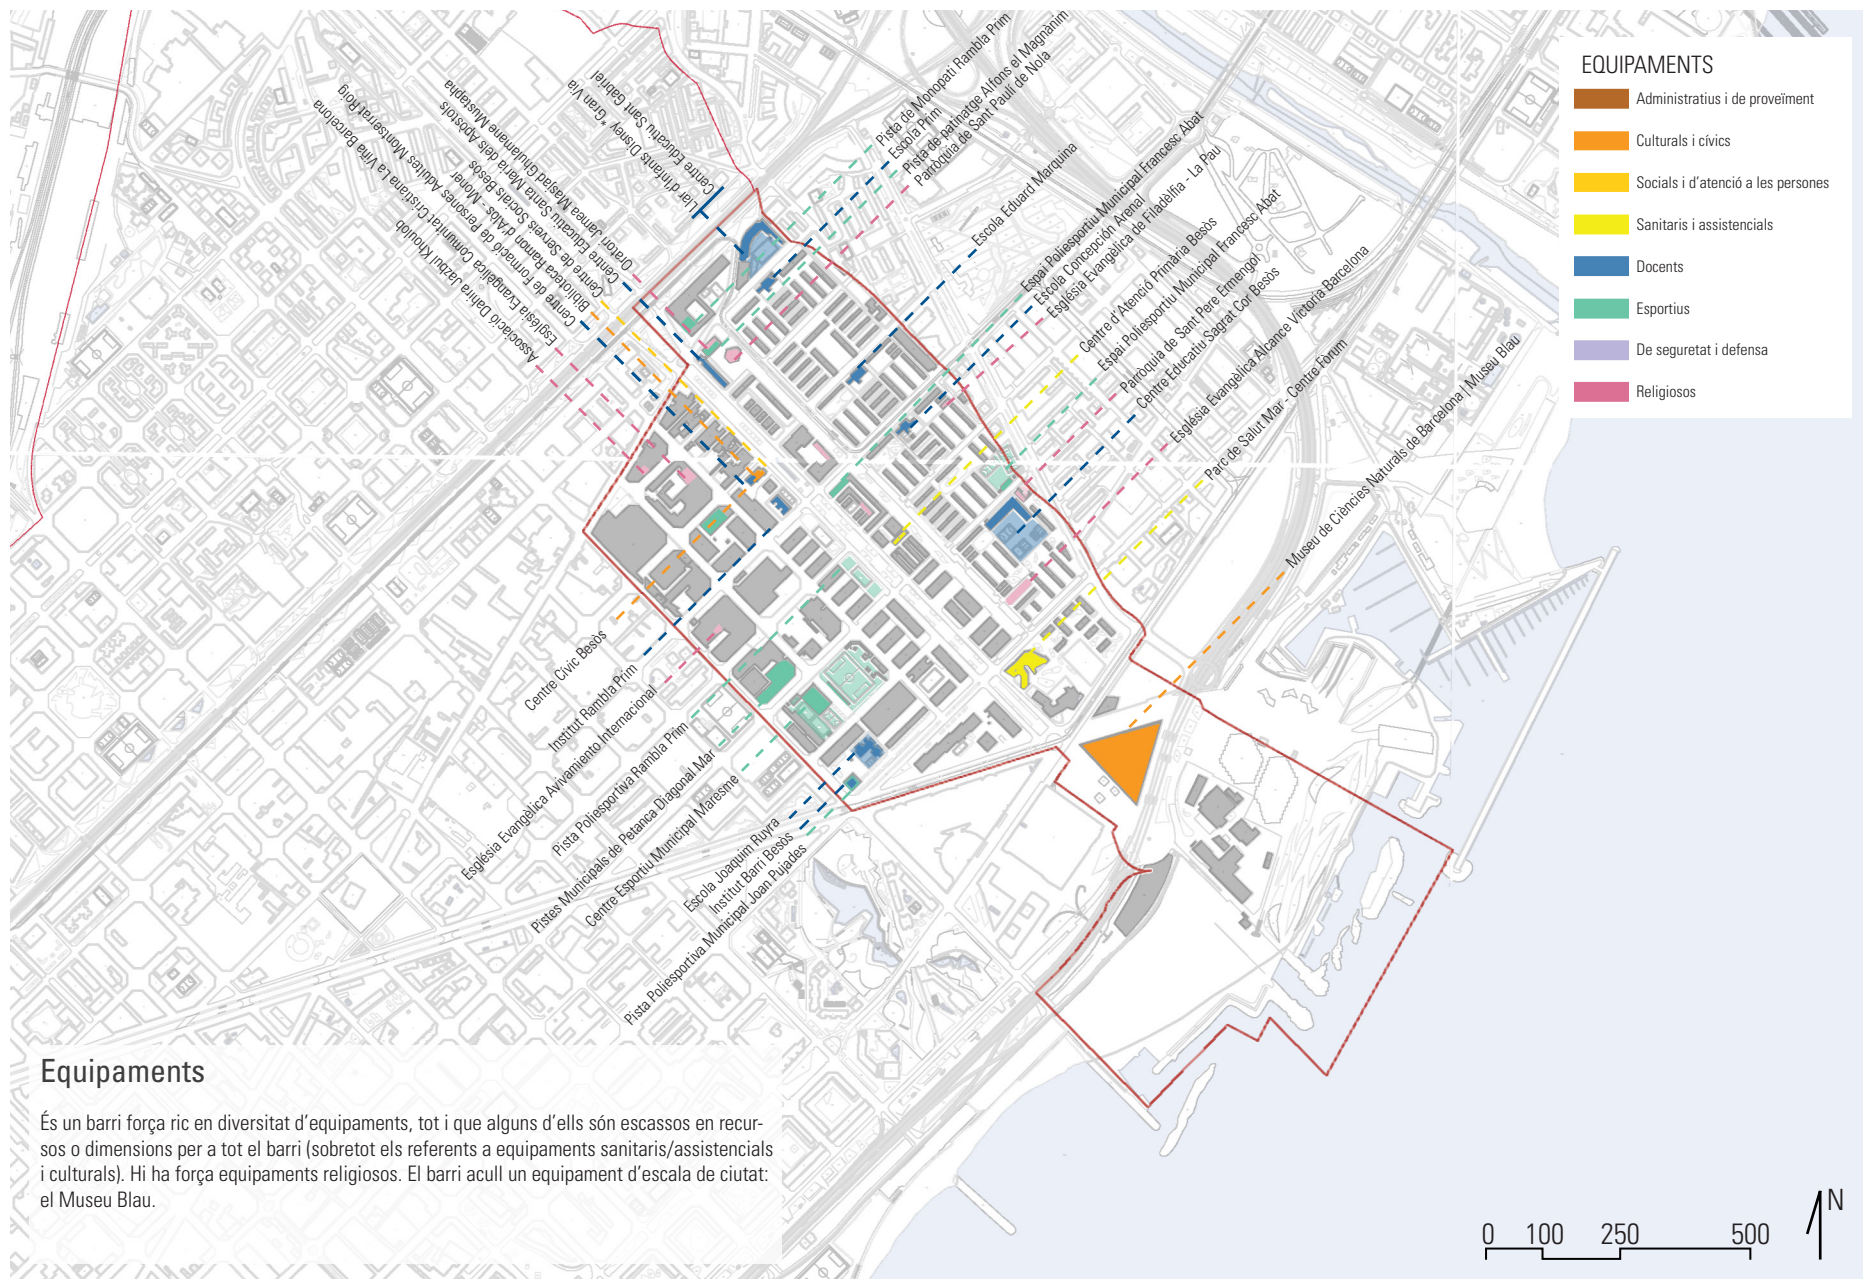 Pista de Monopatí Rambla Prim
Escola Prim
Pista de patinatge Alfons el Magnànim
Parròquia de Sant Paulí de Nola
Escola Eduard Marquina
Espai Poliesportiu Municipal Francesc Abat
Escola Concepción Arenal
Església Evangèlica de Filadèlfia - La Pau
Centre d'Atenció Primària Besòs
Espai Poliesportiu Municipal Francesc Abat
Parròquia de Sant Pere Ermengol
Centre Educatiu Sagrat Cor Besòs
Església Evangèlica Alcance Victoria Barcelona
Parc de Salut Mar - Centre Fòrum
Museu de Ciències Naturals de Barcelona | Museu Blau
Centre Educatiu Sant Gabriel
Llar d'Infants Disney *Gran Via
Oratori Jamea Masjad Ghulamane Mustapha
Centre Educatiu Santa Maria dels Apòstols
Centre de Serveis Socials Besòs
Biblioteca Ramon d'Alòs - Moner
Centre de Formació de Persones Adultes Montserrat Roig
Església Evangèlica Comunitat Cristiana La Viña Barcelona
Associació Dahira Jazbul Khouloub
Centre Cívic Besòs
Institut Rambla Prim
Església Evangèlica Avivamiento Internacional
Pista Poliesportiva Rambla Prim
Pistes Municipals de Petanca Diagonal Mar
Centre Esportiu Municipal Maresme
Escola Joaquim Ruyra
Institut Barri Besòs
Pista Poliesportiva Municipal Joan Pujades
EQUIPAMENTS
Administratius i de proveïment
Culturals i cívics
Socials i d'atenció a les persones
Sanitaris i assistencials
Docents
Esportius
De seguretat i defensa
Religiosos
Equipaments
És un barri força ric en diversitat d'equipaments, tot i que alguns d'ells són escassos en recur-
sos o dimensions per a tot el barri (sobretot els referents a equipaments sanitaris/assistencials
i culturals). Hi ha força equipaments religiosos. El barri acull un equipament d'escala de ciutat:
el Museu Blau.
0 100 250 500
N